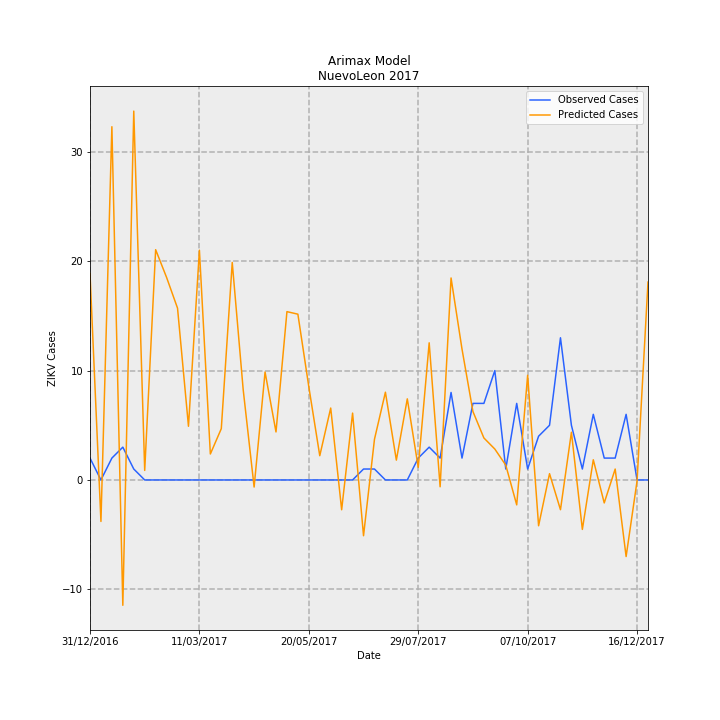 Arimax Model
NuevoLeon 2017
Observed Cases
Predicted Cases
ZIKV Cases
30
20
10
0
−10
31/12/2016
11/03/2017
20/05/2017
29/07/2017
07/10/2017
16/12/2017
Date